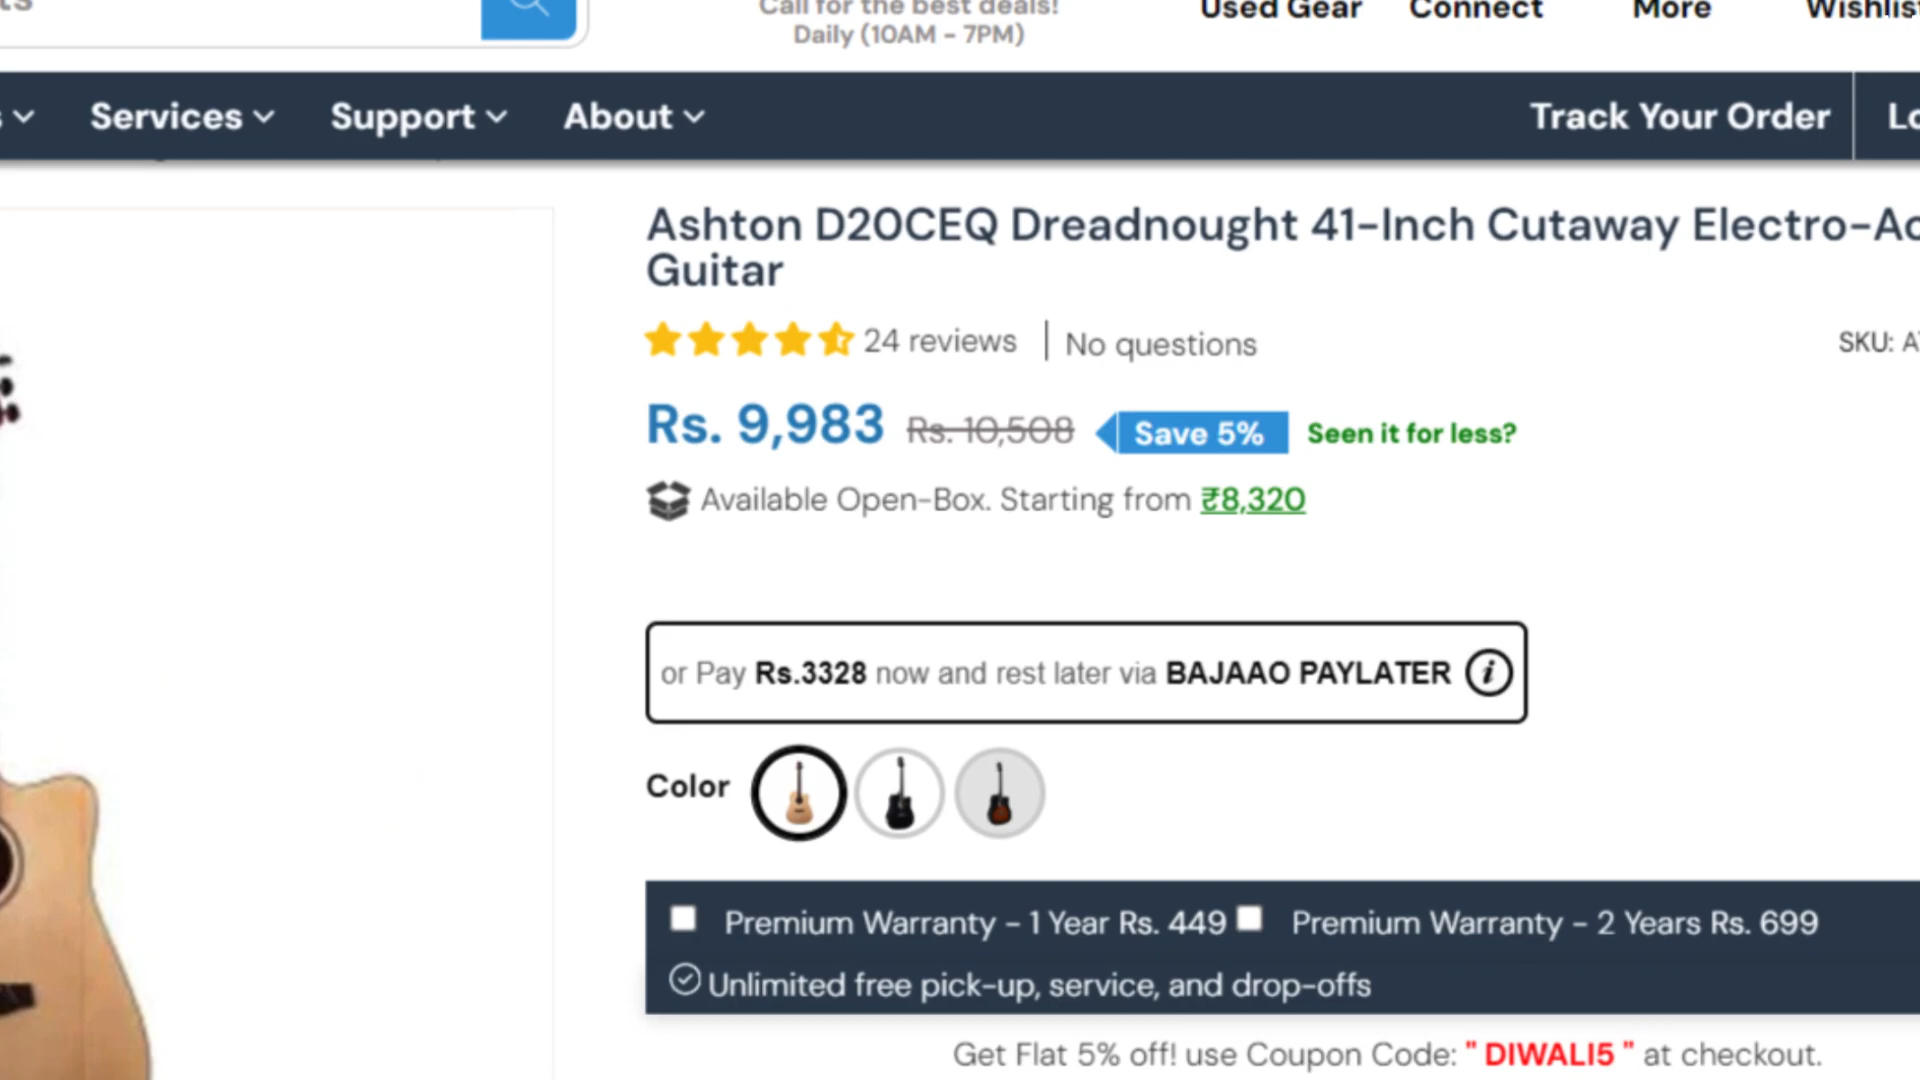 Call for the best deals!
Used Gear Connect More Wishlist
Daily (10AM - 7PM)
Services Support About Track Your Order
Ashton D20CEQ Dreadnought 41-Inch Cutaway Electro-Ac
Guitar
24 reviews | No questions SKU: A
Rs. 9,983 Rs. 10,508 Save 5% Seen it for less?
Available Open-Box. Starting from ₹8,320
or Pay Rs.3328 now and rest later via BAJAAO PAYLATER i
Color
Premium Warranty - 1 Year Rs. 449 Premium Warranty - 2 Years Rs. 699
Unlimited free pick-up, service, and drop-offs
Get Flat 5% off! use Coupon Code: " DIWALI5 " at checkout.